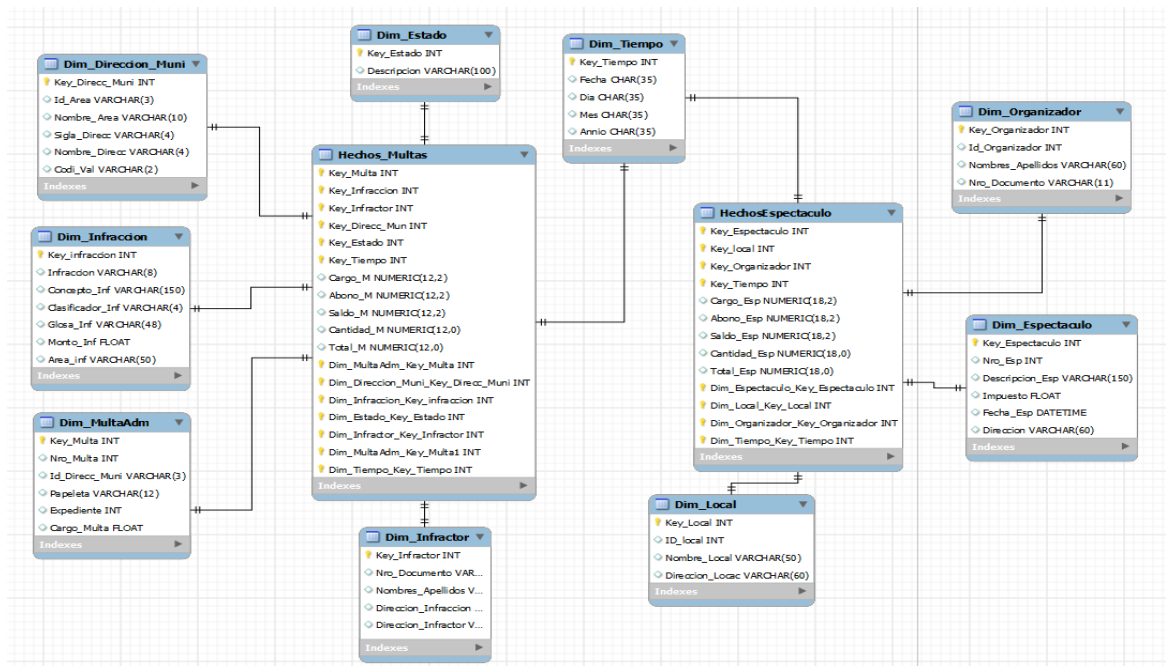 Dim_Direccion_Muni
Key_Direcc_Muni INT
Id_Area VARCHAR(3)
Nombre_Area VARCHAR(10)
Sigla_Direcc VARCHAR(4)
Nombre_Direcc VARCHAR(4)
Codi_Val VARCHAR(2)
Indexes
Dim_Estado
Key_Estado INT
Descripcion VARCHAR(100)
Indexes
Dim_Tiempo
Key_Tiempo INT
Fecha CHAR(35)
Dia CHAR(35)
Mes CHAR(35)
Annio CHAR(35)
Indexes
Dim_Organizador
Key_Organizador INT
Id_Organizador INT
Nombres_Apellidos VARCHAR(60)
Nro_Documento VARCHAR(11)
Indexes
Hechos_Multas
Key_Multa INT
Key_Infraccion INT
Key_Infractor INT
Key_Direcc_Mun INT
Key_Estado INT
Key_Tiempo INT
Cargo_M NUMERIC(12,2)
Abono_M NUMERIC(12,2)
Saldo_M NUMERIC(12,2)
Cantidad_M NUMERIC(12,0)
Total_M NUMERIC(12,0)
Dim_MultaAdm_Key_Multa INT
Dim_Direccion_Muni_Key_Direcc_Muni INT
Dim_Infraccion_Key_infraccion INT
Dim_Estado_Key_Estado INT
Dim_Infractor_Key_Infractor INT
Dim_MultaAdm_Key_Multa1 INT
Dim_Tiempo_Key_Tiempo INT
Indexes
HechosEspectaculo
Key_Espectaculo INT
Key_local INT
Key_Organizador INT
Key_Tiempo INT
Cargo_Esp NUMERIC(18,2)
Abono_Esp NUMERIC(18,2)
Saldo_Esp NUMERIC(18,2)
Cantidad_Esp NUMERIC(18,0)
Total_Esp NUMERIC(18,0)
Dim_Espectaculo_Key_Espectaculo INT
Dim_Local_Key_Local INT
Dim_Organizador_Key_Organizador INT
Dim_Tiempo_Key_Tiempo INT
Indexes
Dim_Infraccion
Key_infraccion INT
Infraccion VARCHAR(8)
Concepto_Inf VARCHAR(150)
Clasificador_Inf VARCHAR(4)
Glosa_Inf VARCHAR(48)
Monto_Inf FLOAT
Area_inf VARCHAR(50)
Indexes
Dim_Espectaculo
Key_Espectaculo INT
Nro_Esp INT
Descripcion_Esp VARCHAR(150)
Impuesto FLOAT
Fecha_Esp DATETIME
Direccion VARCHAR(60)
Indexes
Dim_MultaAdm
Key_Multa INT
Nro_Multa INT
Id_Direcc_Muni VARCHAR(3)
Papeleta VARCHAR(12)
Expediente INT
Cargo_Multa FLOAT
Indexes
Dim_Infractor
Key_Infractor INT
Nro_Documento VAR...
Nombres_Apellidos V...
Direccion_Infraccion ...
Direccion_Infractor V...
Indexes
Dim_Local
Key_Local INT
ID_local INT
Nombre_Local VARCHAR(50)
Direccion_Locac VARCHAR(60)
Indexes